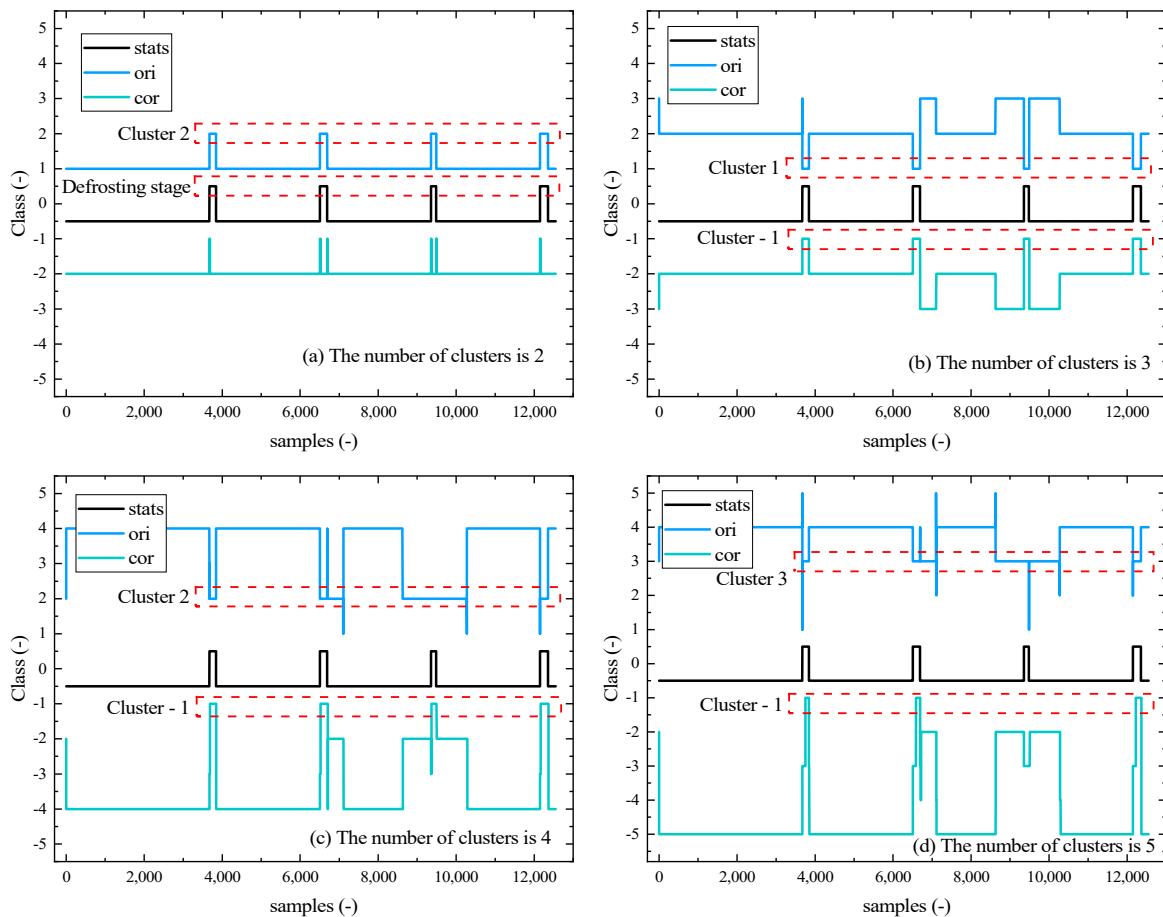 5
4
3
2
1
0
-1
-2
-3
-4
-5
Class (-)
stats
ori
cor
Cluster 2
Defrosting stage
(a) The number of clusters is 2
0 2,000 4,000 6,000 8,000 10,000 12,000
samples (-)
5
4
3
2
1
0
-1
-2
-3
-4
-5
Class (-)
stats
ori
cor
Cluster 1
Cluster - 1
(b) The number of clusters is 3
0 2,000 4,000 6,000 8,000 10,000 12,000
samples (-)
5
4
3
2
1
0
-1
-2
-3
-4
-5
Class (-)
stats
ori
cor
Cluster 2
Cluster - 1
(c) The number of clusters is 4
0 2,000 4,000 6,000 8,000 10,000 12,000
samples (-)
5
4
3
2
1
0
-1
-2
-3
-4
-5
Class (-)
stats
ori
cor
Cluster 3
Cluster - 1
(d) The number of clusters is 5
0 2,000 4,000 6,000 8,000 10,000 12,000
samples (-)